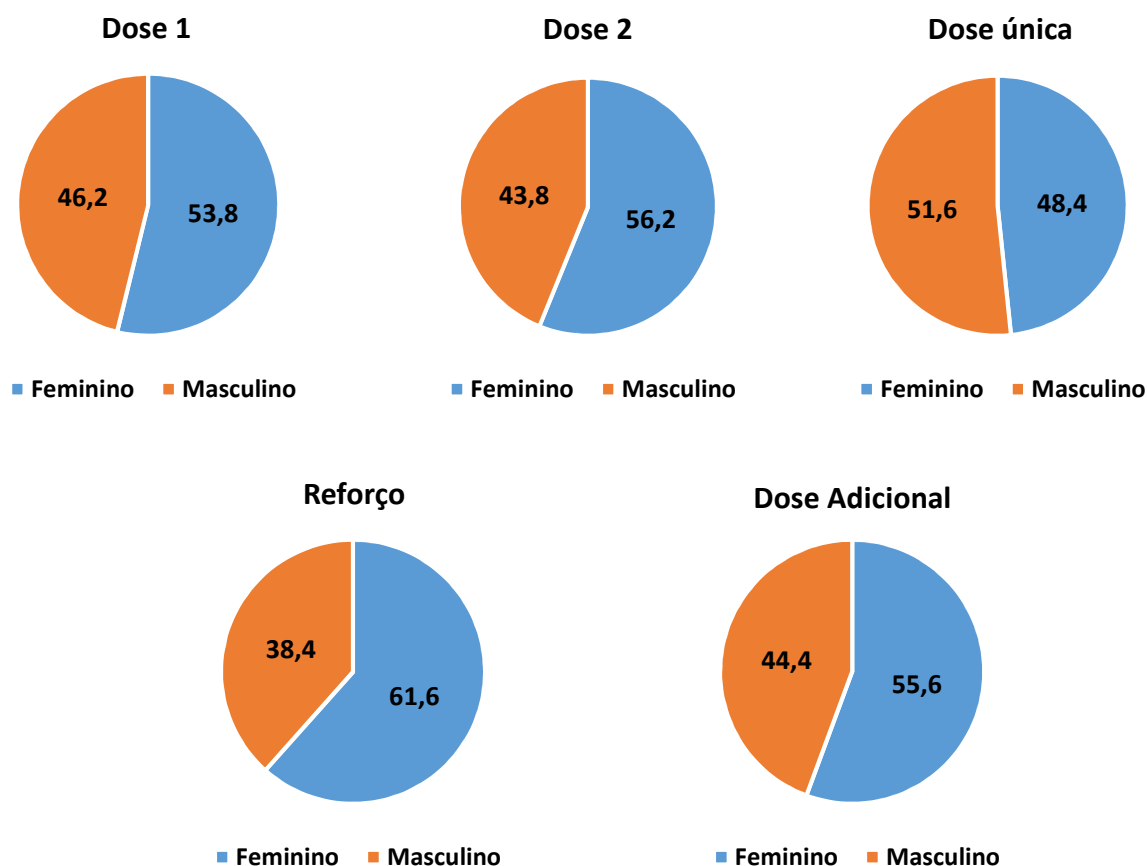 Dose 1
46,2
53,8
Feminino Masculino
Dose 2
43,8
56,2
Feminino Masculino
Dose única
51,6
48,4
Feminino Masculino
Reforço
38,4
61,6
Feminino Masculino
Dose Adicional
44,4
55,6
Feminino Masculino